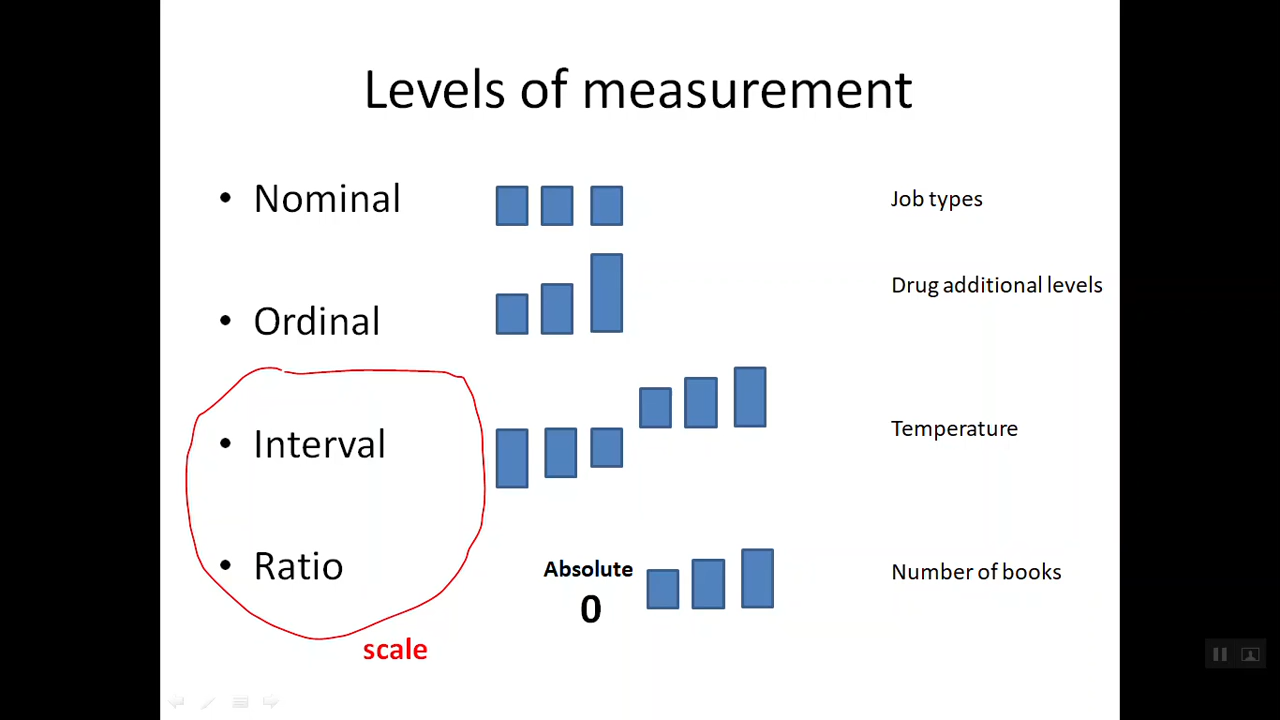 Levels of measurement
• Nominal
Job types
• Ordinal
Drug additional levels
• Interval
Temperature
• Ratio
Absolute
0
Number of books
scale